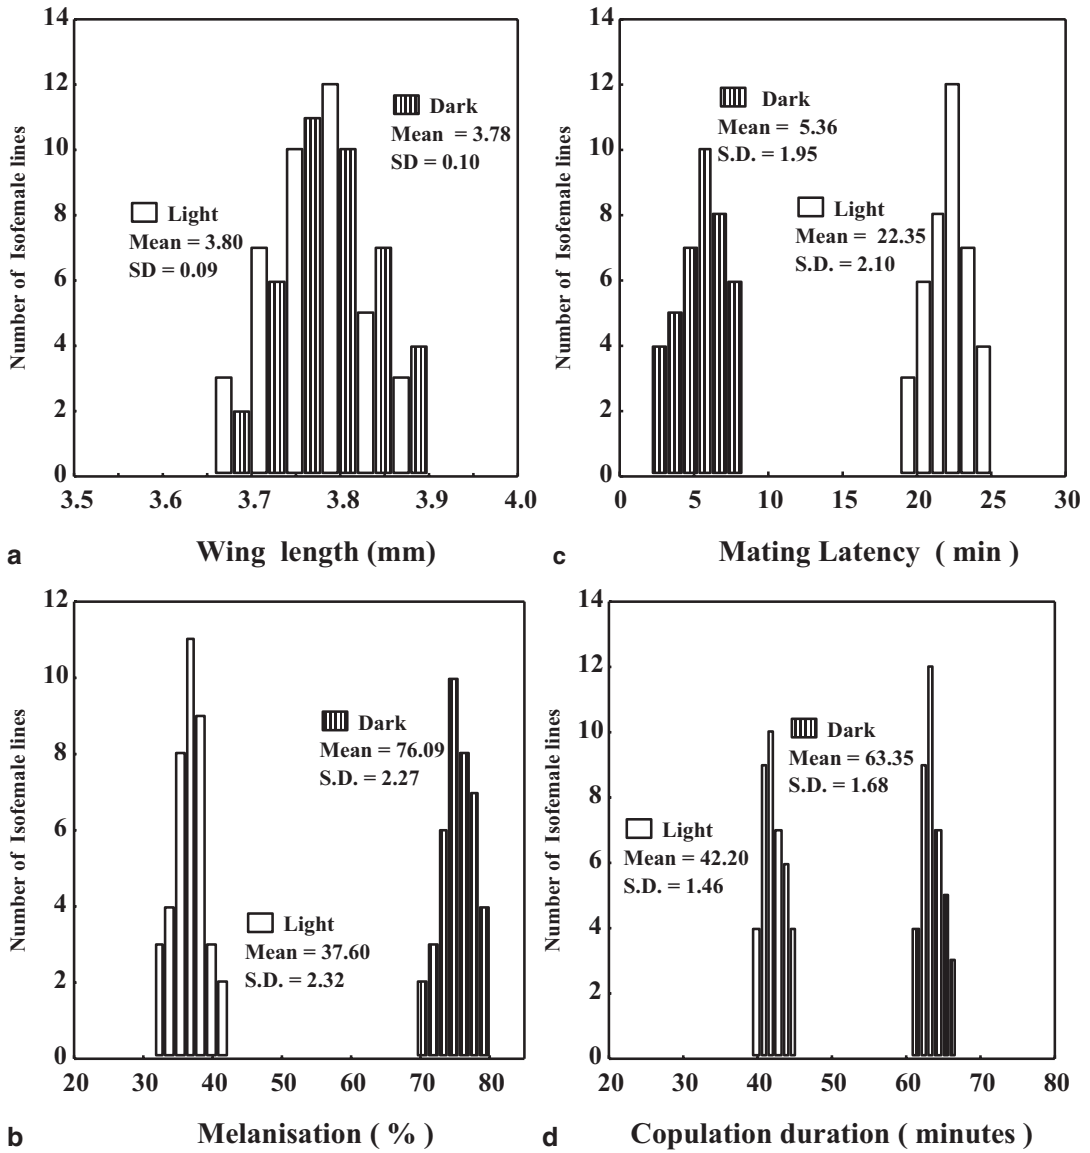 14
12
10
8
6
4
2
0
Number of Isofemale lines
Dark
Mean = 3.78
SD = 0.10
Light
Mean = 3.80
SD = 0.09
3.5 3.6 3.7 3.8 3.9 4.0
a Wing length (mm)
14
12
10
8
6
4
2
0
Number of Isofemale lines
Dark
Mean = 5.36
S.D. = 1.95
Light
Mean = 22.35
S.D. = 2.10
0 5 10 15 20 25 30
c Mating Latency ( min )
12
10
8
6
4
2
0
Number of Isofemale lines
Dark
Mean = 76.09
S.D. = 2.27
Light
Mean = 37.60
S.D. = 2.32
20 30 40 50 60 70 80
b Melanisation ( % )
14
12
10
8
6
4
2
0
Number of Isofemale lines
Dark
Mean = 63.35
S.D. = 1.68
Light
Mean = 42.20
S.D. = 1.46
20 30 40 50 60 70 80
d Copulation duration ( minutes )